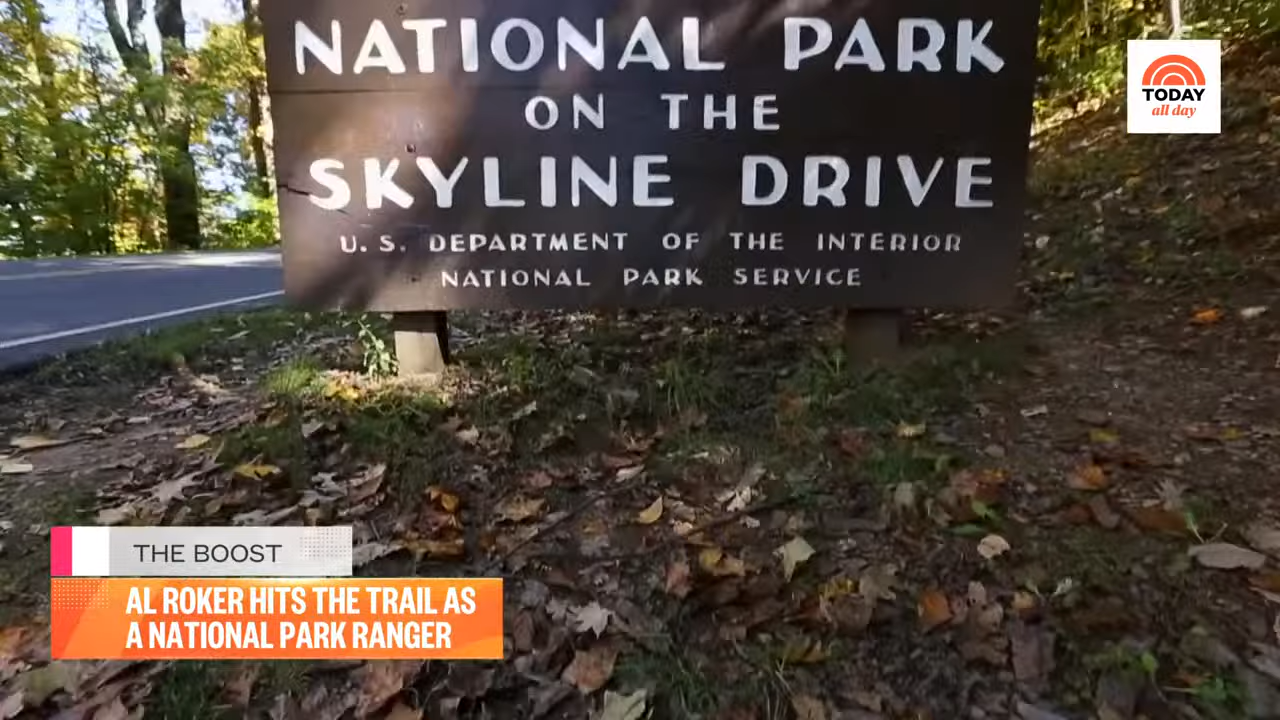 NATIONAL PARK
ON THE
SKYLINE DRIVE
U. S. DEPARTMENT OF THE INTERIOR
NATIONAL PARK SERVICE
TODAY
all day
THE BOOST
AL ROKER HITS THE TRAIL AS
A NATIONAL PARK RANGER